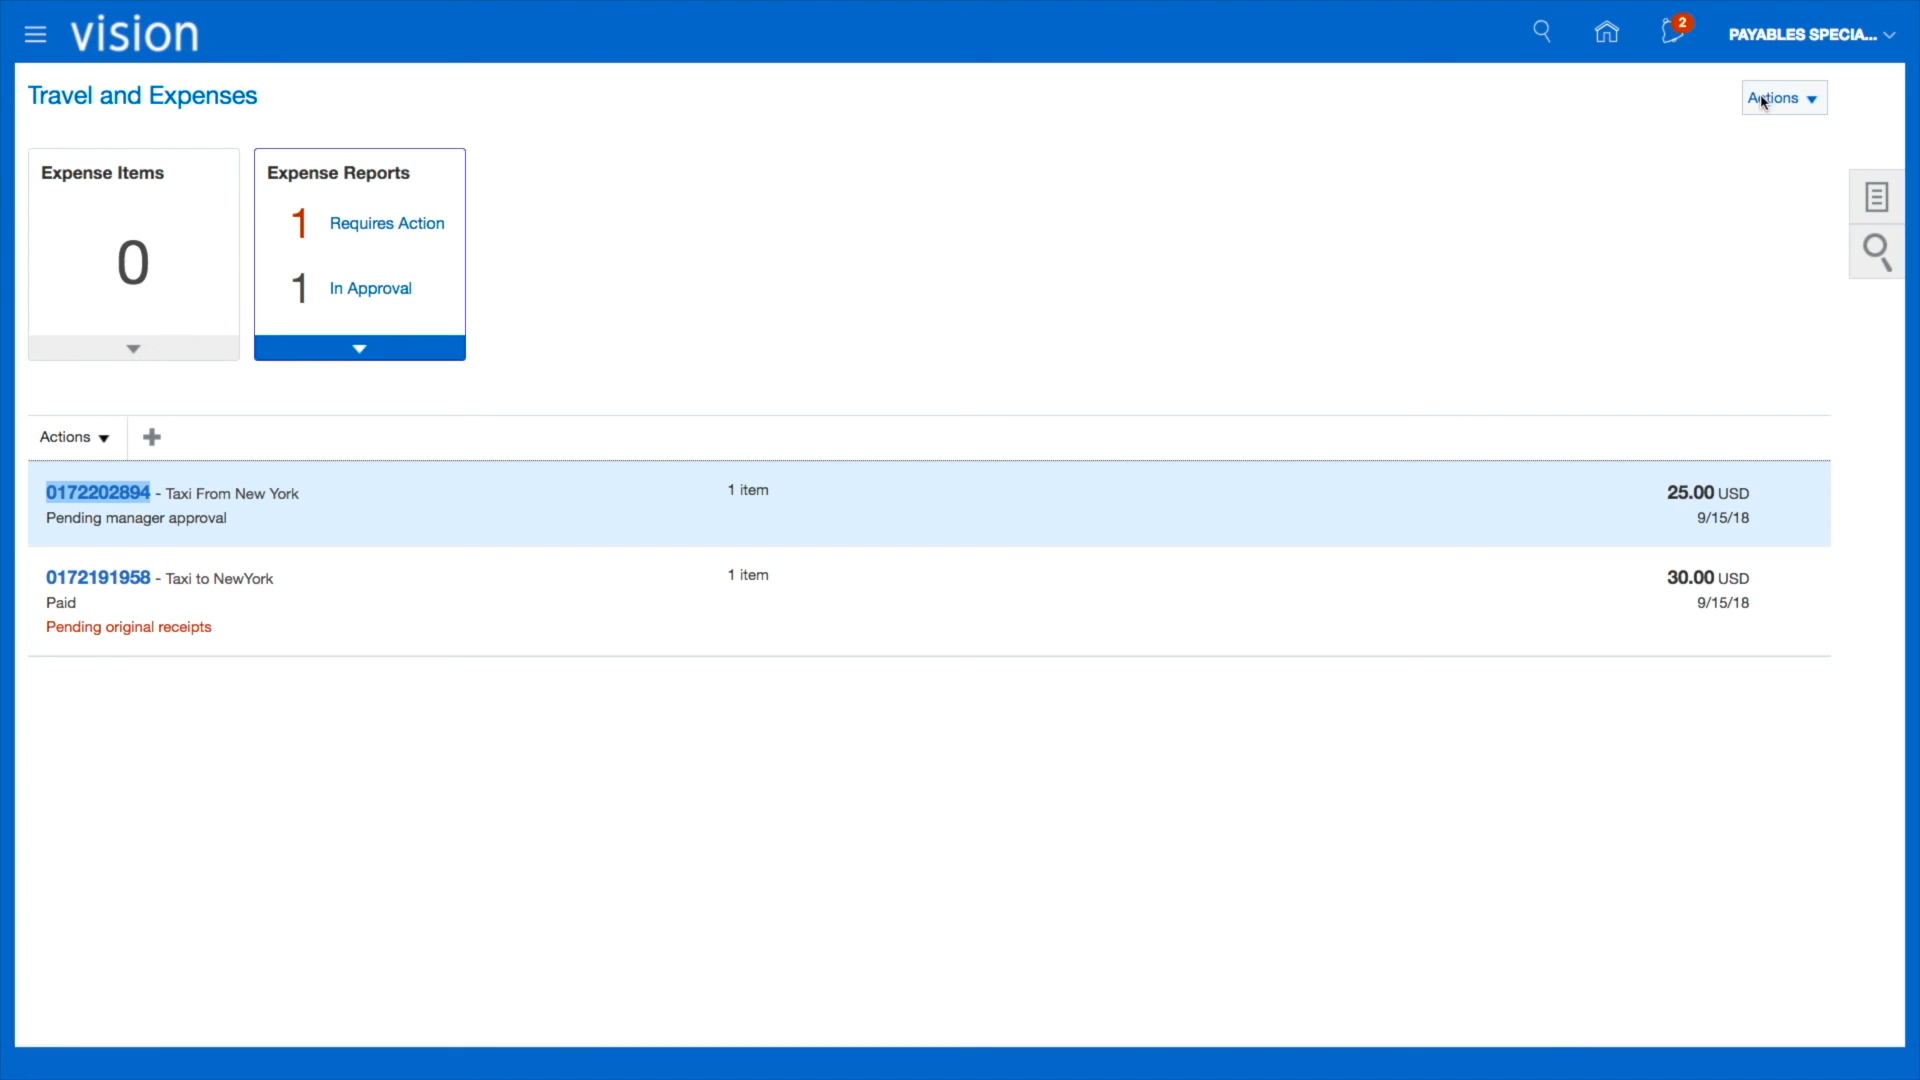 vision
2
PAYABLES SPECIA...
Travel and Expenses
Actions
Expense Items
0
Expense Reports
1 Requires Action
1 In Approval
Actions
0172202894 - Taxi From New York
1 item
25.00 USD
Pending manager approval
9/15/18
0172191958 - Taxi to NewYork
1 item
30.00 USD
Paid
9/15/18
Pending original receipts